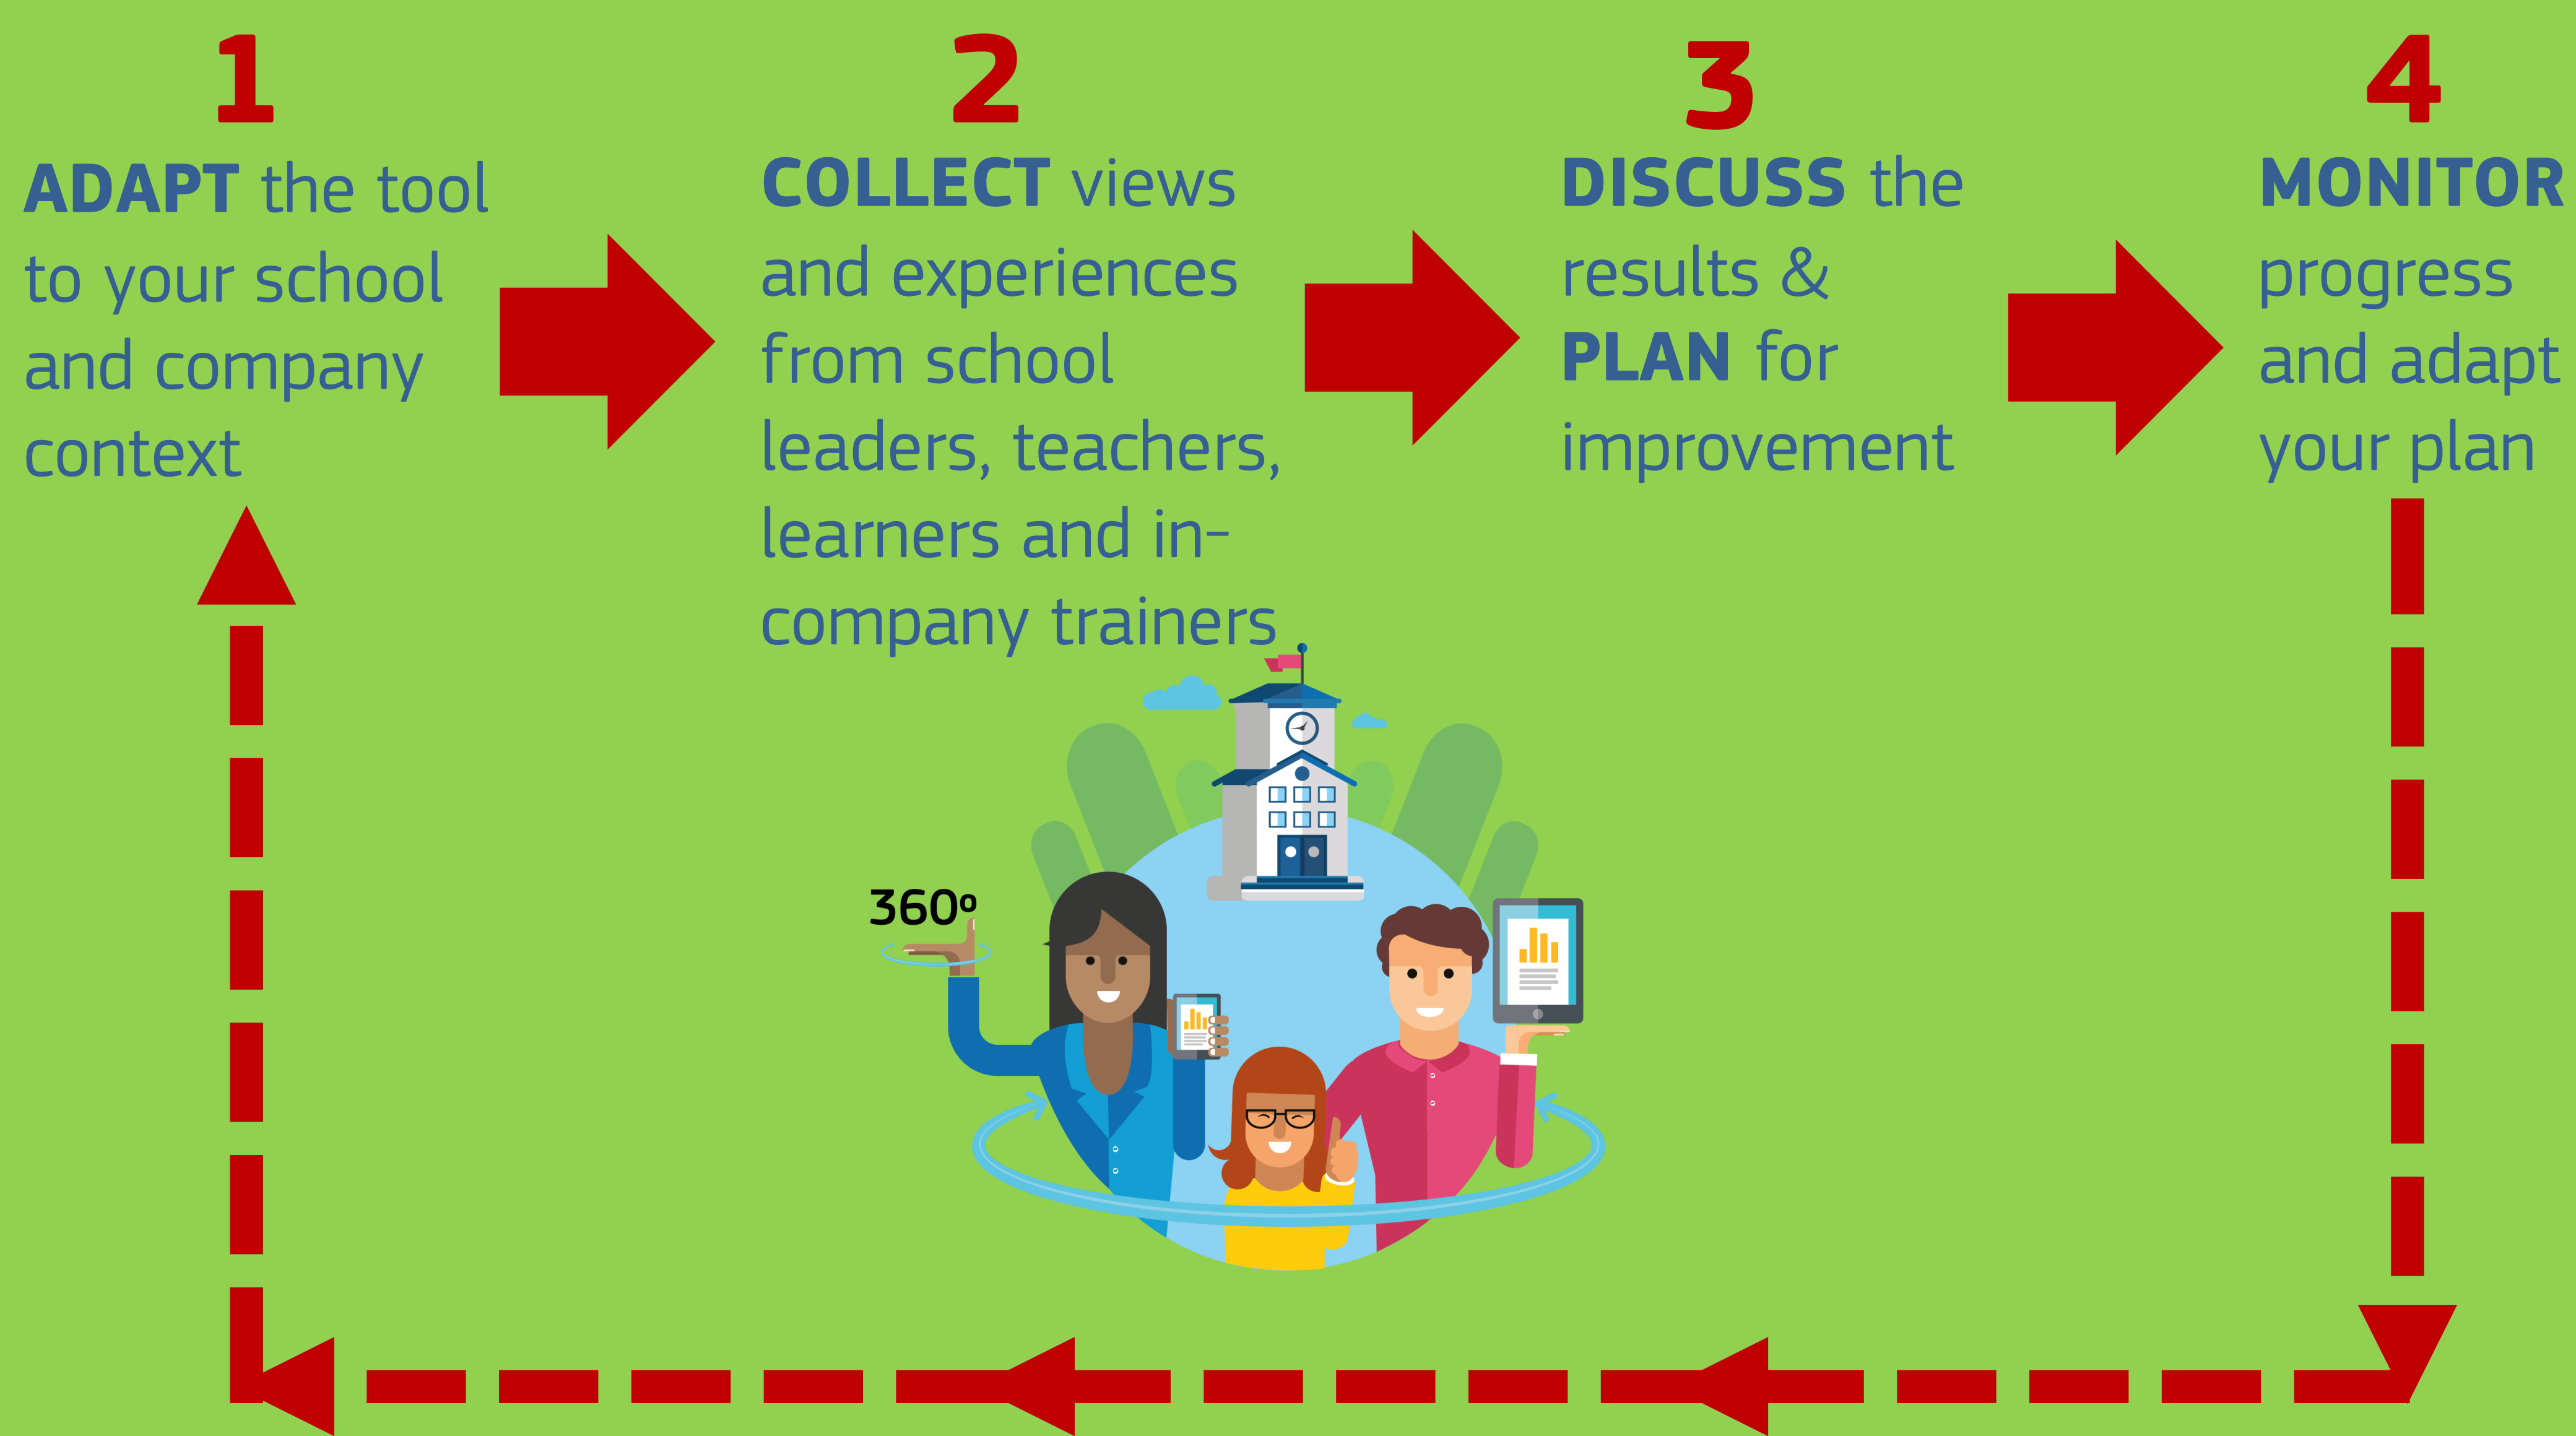 1
ADAPT the tool
to your school
and company
context
2
COLLECT views
and experiences
from school
leaders, teachers,
learners and in-
company trainers
3
DISCUSS the
results &
PLAN for
improvement
4
MONITOR
progress
and adapt
your plan
360º